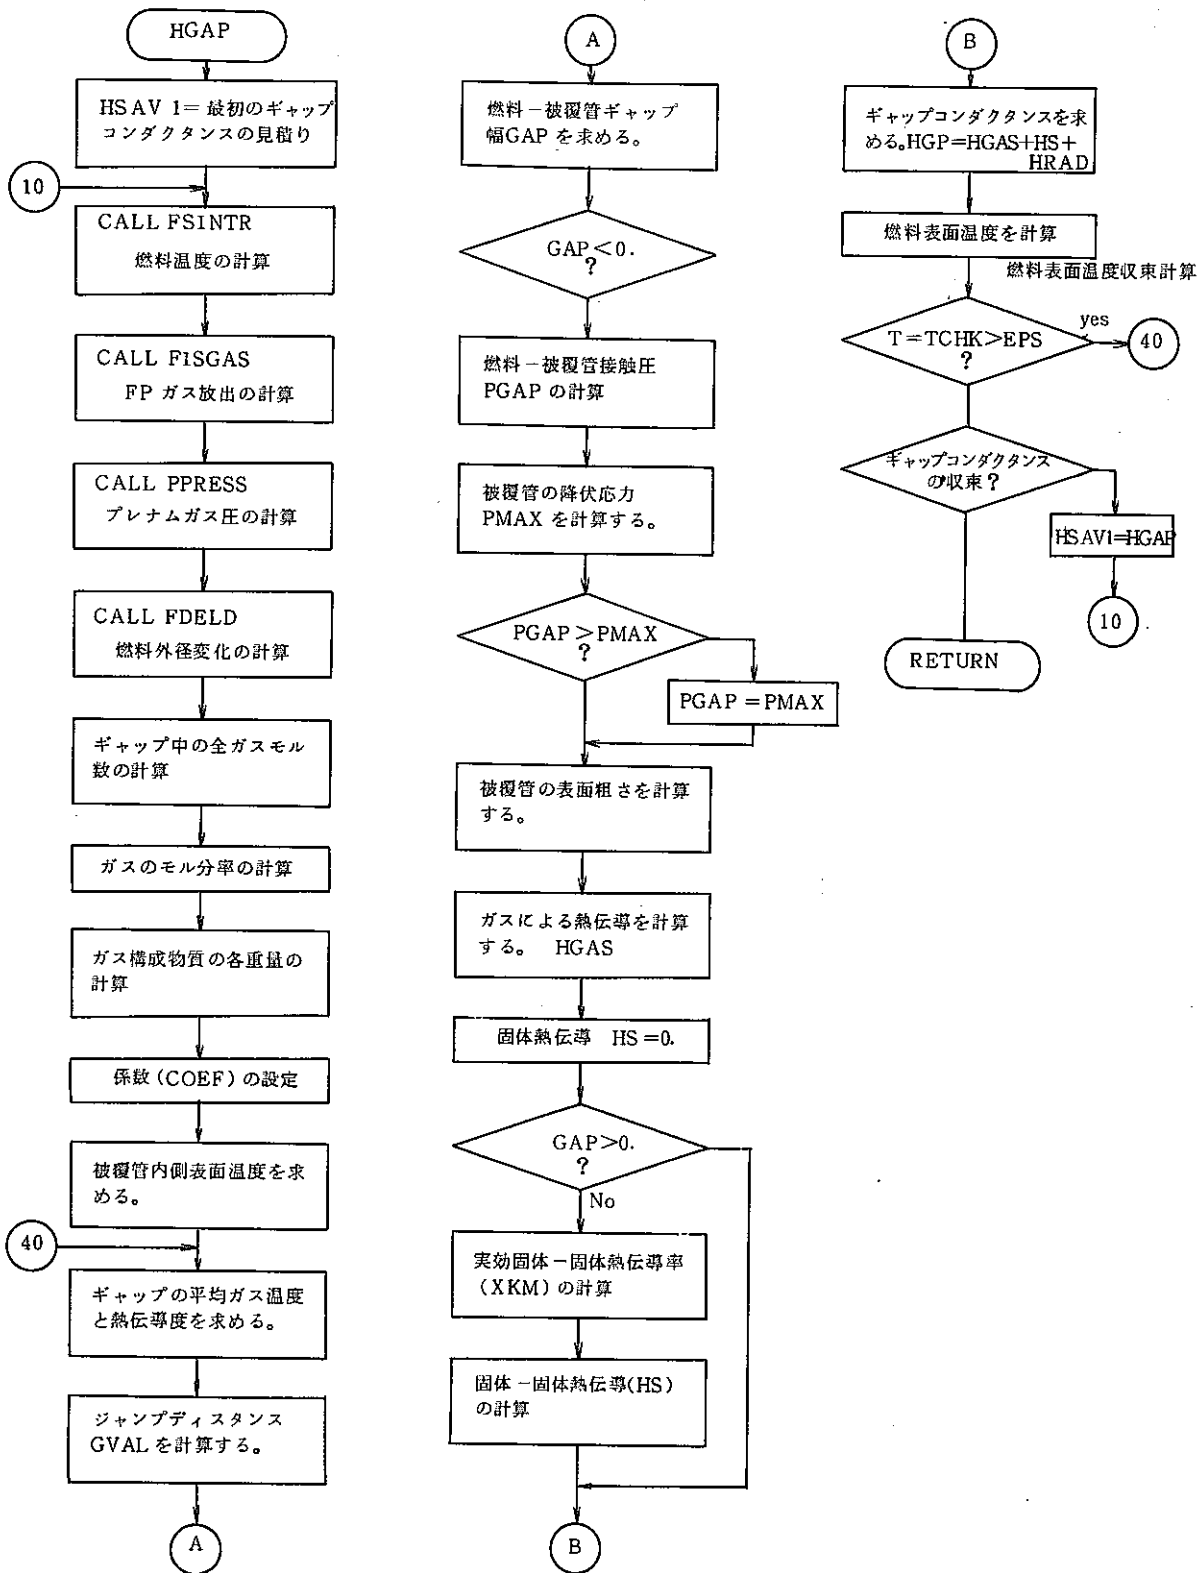 HGAP
HSAV 1= 最初のギャップ
コンダクタンスの見積り
10
CALL FSINTR
燃料温度の計算
CALL FISGAS
FP ガス放出の計算
CALL PPRESS
プレナムガス圧の計算
CALL FDELD
燃料外径変化の計算
ギャップ中の全ガスモル
数の計算
ガスのモル分率の計算
ガス構成物質の各重量の
計算
係数 (COEF) の設定
被覆管内側表面温度を求
める。
40
ギャップの平均ガス温度
と熱伝導度を求める。
ジャンプディスタンス
GVAL を計算する。
A
A
燃料-被覆管ギャップ
幅GAP を求める。
GAP<0.
?
燃料-被覆管接触圧
PGAP の計算
被覆管の降伏応力
PMAX を計算する。
PGAP>PMAX
?
PGAP=PMAX
被覆管の表面粗さを計算
する。
ガスによる熱伝導を計算
する。 HGAS
固体熱伝導 HS=0.
GAP>0.
?
No
実効固体-固体熱伝導率
(XKM) の計算
固体-固体熱伝導(HS)
の計算
B
B
ギャップコンダクタンスを求
める。HGP=HGAS+HS+
HRAD
燃料表面温度を計算
燃料表面温度収束計算
T=TCHK>EPS
?
yes
40
ギャップコンダクタンス
の収束?
HSAV1=HGAP
10
RETURN